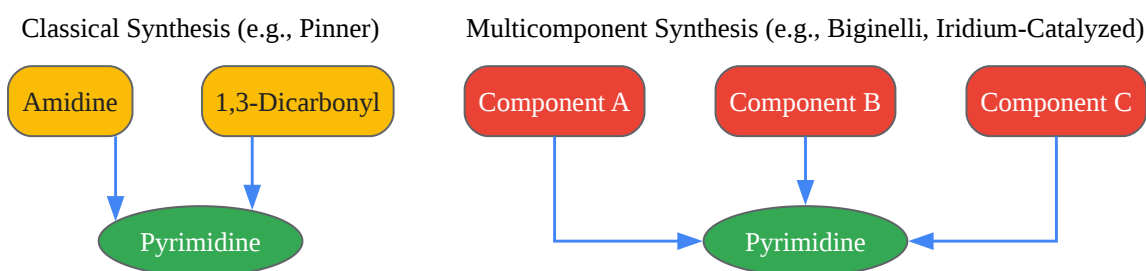 Classical Synthesis (e.g., Pinner)
Multicomponent Synthesis (e.g., Biginelli, Iridium-Catalyzed)
Amidine
1,3-Dicarbonyl
Component A
Component B
Component C
Pyrimidine
Pyrimidine